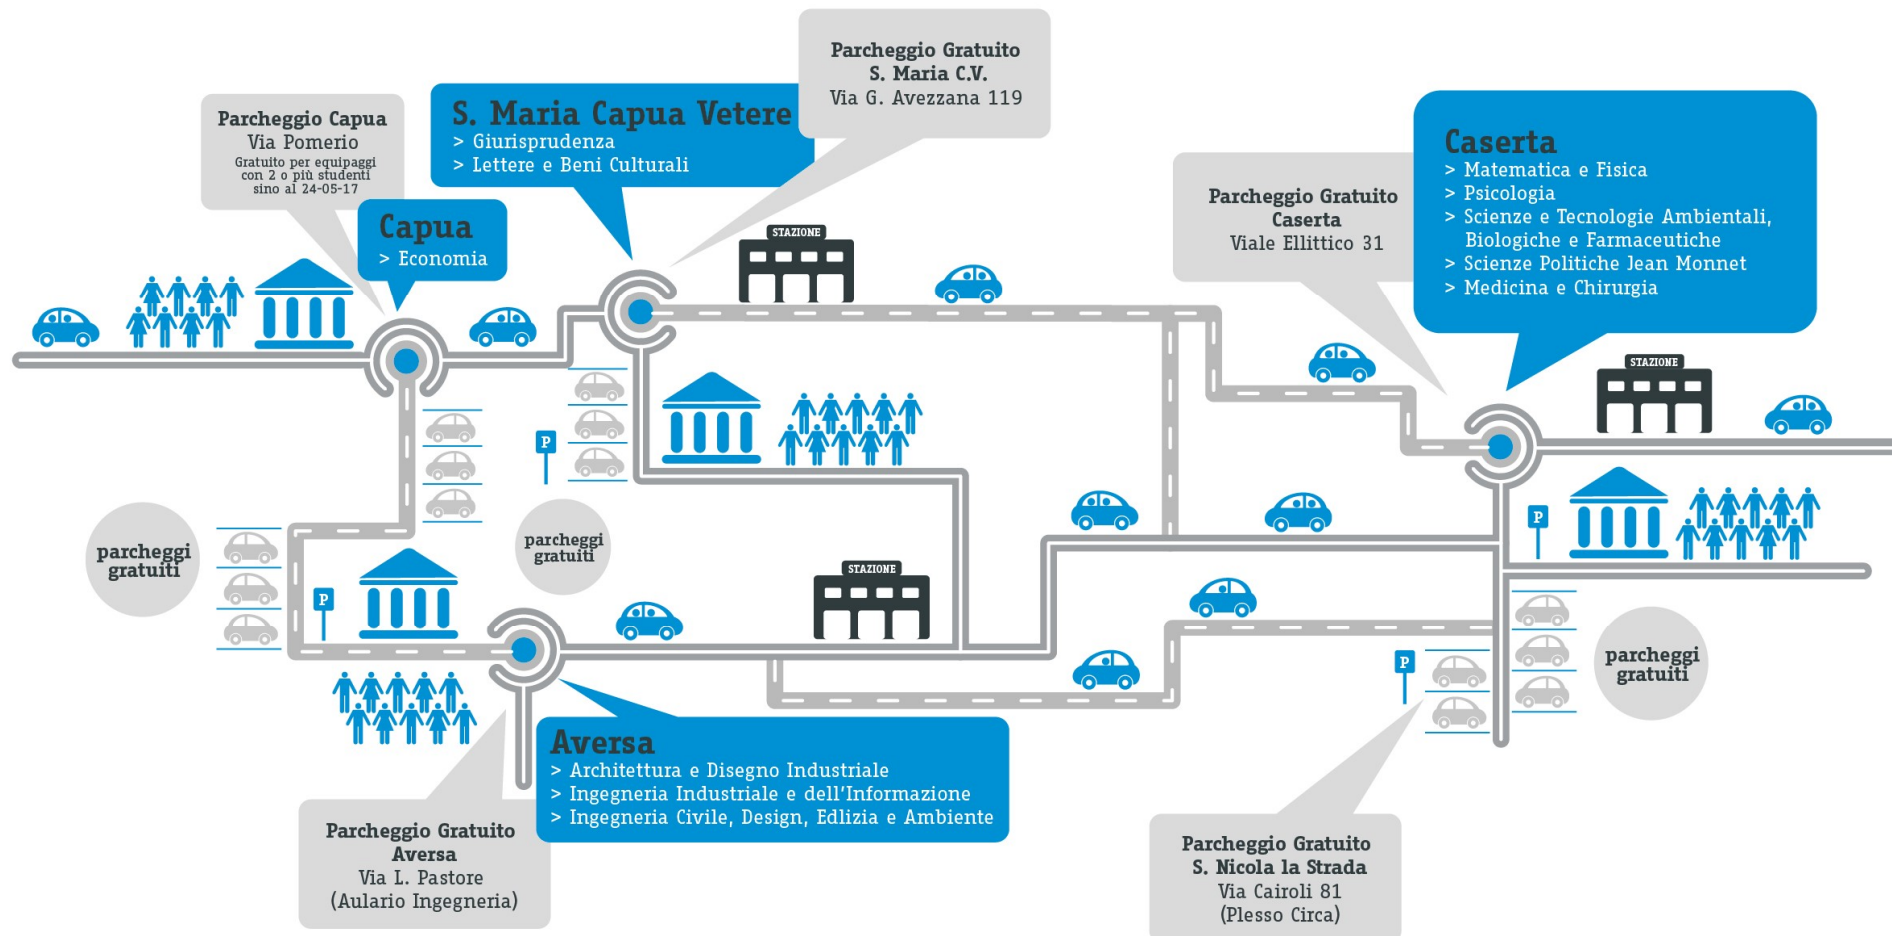 Parcheggio Gratuito
S. Maria C.V.
Via G. Avezzana 119
Parcheggio Capua
Via Pomerio
Gratuito per equipaggi
con 2 o più studenti
sino al 24-05-17
S. Maria Capua Vetere
> Giurisprudenza
> Lettere e Beni Culturali
Capua
> Economia
STAZIONE
Parcheggio Gratuito
Caserta
Viale Ellittico 31
Caserta
> Matematica e Fisica
> Psicologia
> Scienze e Tecnologie Ambientali,
Biologiche e Farmaceutiche
> Scienze Politiche Jean Monnet
> Medicina e Chirurgia
STAZIONE
P
P
parcheggi
gratuiti
parcheggi
gratuiti
STAZIONE
P
P
parcheggi
gratuiti
Aversa
> Architettura e Disegno Industriale
> Ingegneria Industriale e dell'Informazione
> Ingegneria Civile, Design, Edlizia e Ambiente
Parcheggio Gratuito
Aversa
Via L. Pastore
(Aulario Ingegneria)
Parcheggio Gratuito
S. Nicola la Strada
Via Cairoli 81
(Plesso Circa)